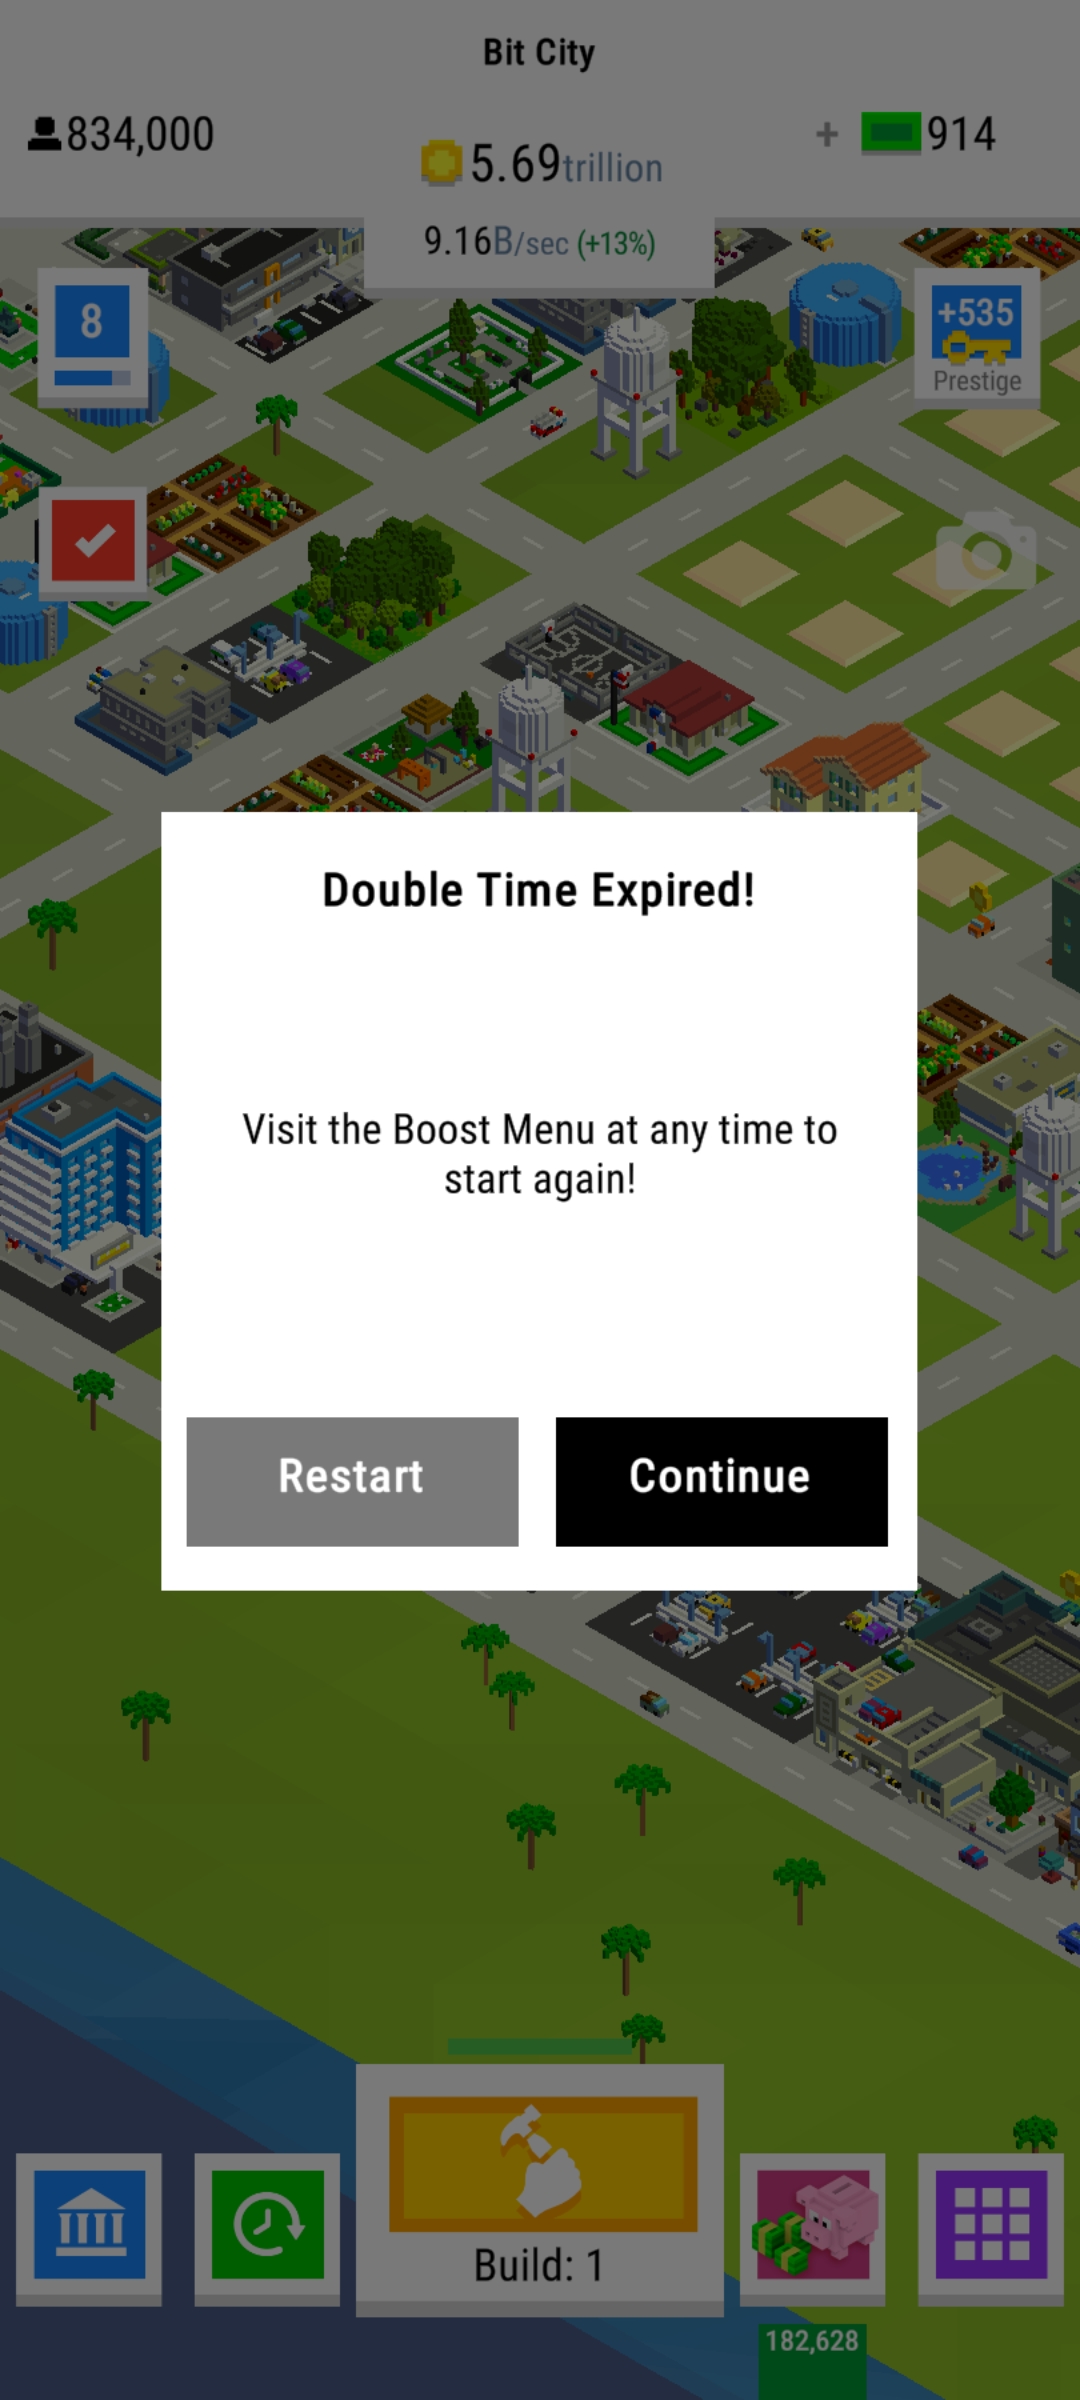 Bit City
834,000
5.69trillion
+ 914
9.16B/sec (+13%)
8
+535
Prestige
Double Time Expired!
Visit the Boost Menu at any time to
start again!
Restart
Continue
Build: 1
182,628